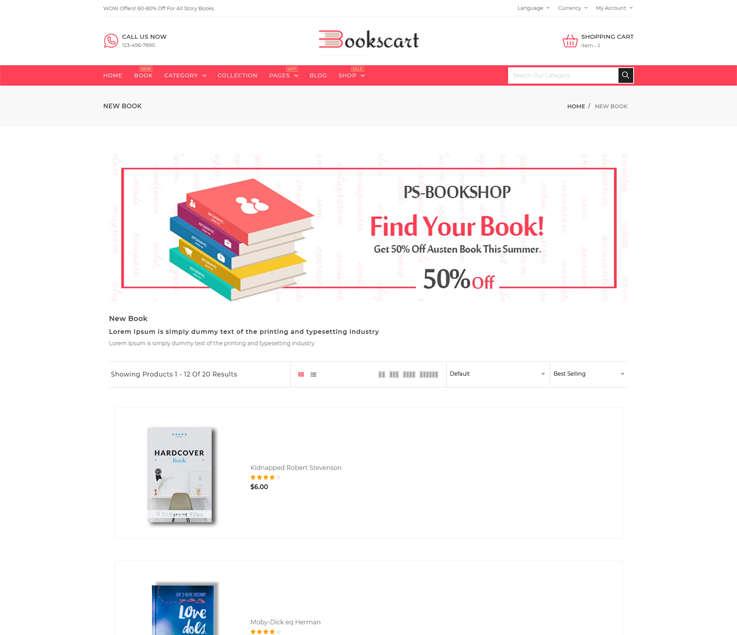 WOW Offers! 60-80% Off For All Story Books
Language Currency My Account
CALL US NOW
123-456-7890
Bookscart
SHOPPING CART
item - 2
NEW HOT SALE
HOME BOOK CATEGORY COLLECTION PAGES BLOG SHOP
Search Our Category
NEW BOOK
HOME / NEW BOOK
PS-BOOKSHOP
Find Your Book!
Get 50% Off Austen Book This Summer.
50% Off
New Book
Lorem Ipsum is simply dummy text of the printing and typesetting industry
Lorem Ipsum is simply dummy text of the printing and typesetting industry
Showing Products 1 - 12 Of 20 Results
Default
Best Selling
HARDCOVER
Book
Kidnapped Robert Stevenson
$6.00
Moby-Dick eq Herman
Love
does